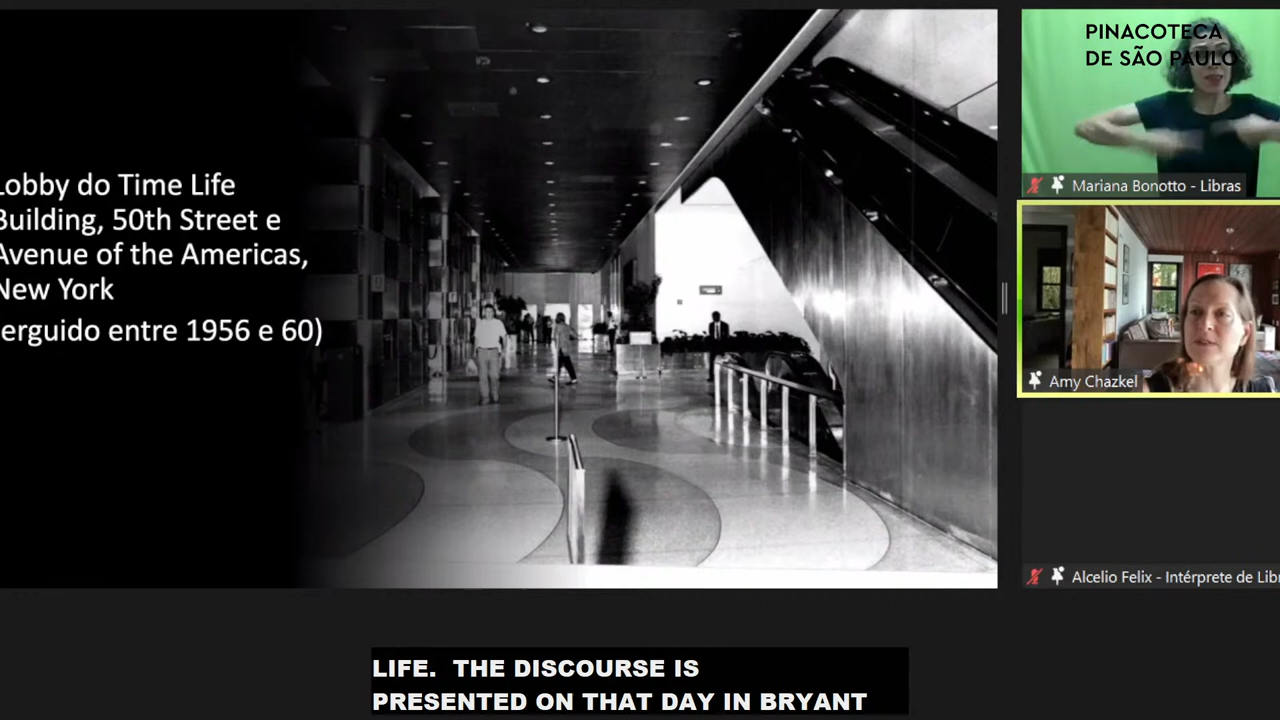 Lobby do Time Life
Building, 50th Street e
Avenue of the Americas,
New York
erguido entre 1956 e 60)
PINACOTECA
DE SÃO PAULO
Mariana Bonotto - Libras
Amy Chazkel
Alcelio Felix - Intérprete de Libr
LIFE. THE DISCOURSE IS
PRESENTED ON THAT DAY IN BRYANT